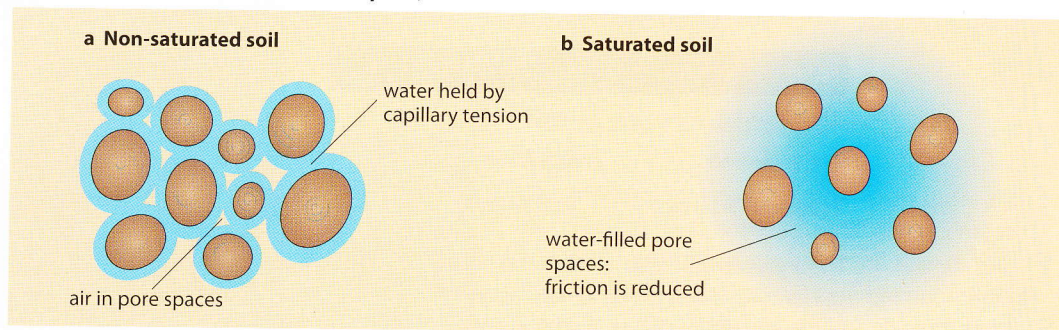 a Non-saturated soil
water held by
capillary tension
air in pore spaces
b Saturated soil
water-filled pore
spaces:
friction is reduced